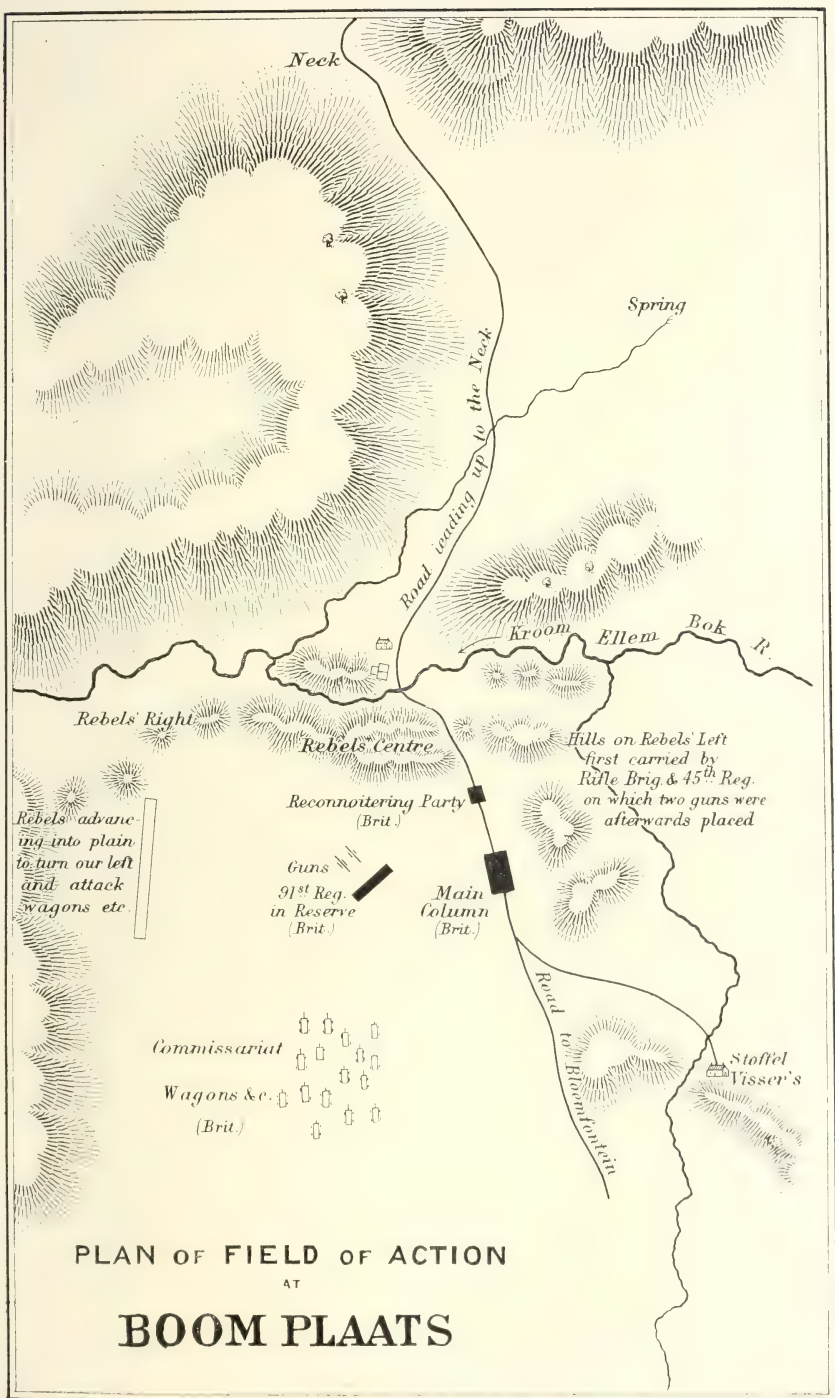 Neck
Spring
Road leading up to the Neck
Kroom Ellem Bok R.
Rebels' Right
Rebels' Centre
Hills on Rebels' Left
first carried by
Rifle Brig. & 45th Reg.
on which two guns were
afterwards placed
Reconnoitering Party
(Brit.)
Rebels advanc-
ing into plain
to turn our left
and attack
wagons etc.
Guns
91st Reg.
in Reserve
(Brit.)
Main
Column
(Brit.)
Road to Bloemfontein
Commissariat
Wagons &c.
(Brit.)
Stoffel
Visser's
PLAN OF FIELD OF ACTION
AT
BOOM PLAATS